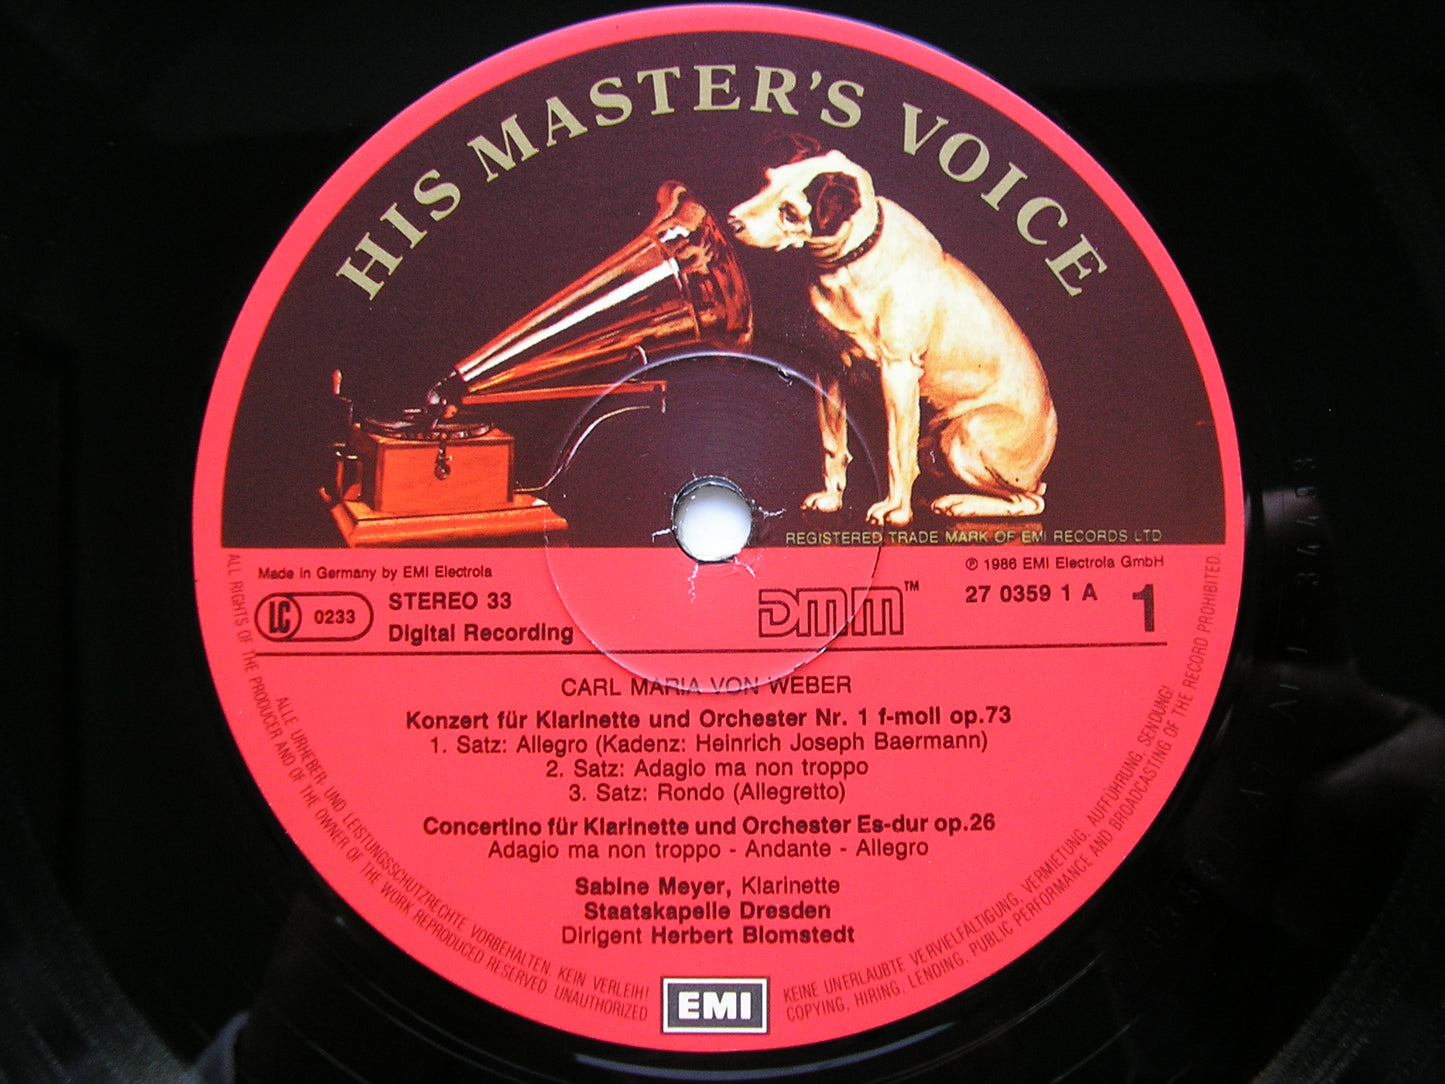 HIS MASTER'S VOICE
REGISTERED TRADE MARK OF EMI RECORDS LTD
Made in Germany by EMI Electrola
℗ 1986 EMI Electrola GmbH
LC 0233
STEREO 33
Digital Recording
DMM™
27 0359 1 A
1
CARL MARIA VON WEBER
Konzert für Klarinette und Orchester Nr. 1 f-moll op.73
1. Satz: Allegro (Kadenz: Heinrich Joseph Baermann)
2. Satz: Adagio ma non troppo
3. Satz: Rondo (Allegretto)
Concertino für Klarinette und Orchester Es-dur op.26
Adagio ma non troppo - Andante - Allegro
Sabine Meyer, Klarinette
Staatskapelle Dresden
Dirigent Herbert Blomstedt
EMI
ALLE URHEBER- UND LEISTUNGSSCHUTZRECHTE VORBEHALTEN KEIN VERLEIH! KEINE UNERLAUBTE VERVIELFÄLTIGUNG, VERMIETUNG, AUFFÜHRUNG, SENDUNG!
ALL RIGHTS OF THE PRODUCER AND OF THE OWNER OF THE WORK REPRODUCED RESERVED UNAUTHORIZED COPYING, HIRING, LENDING, PUBLIC PERFORMANCE AND BROADCASTING OF THE RECORD PROHIBITED.